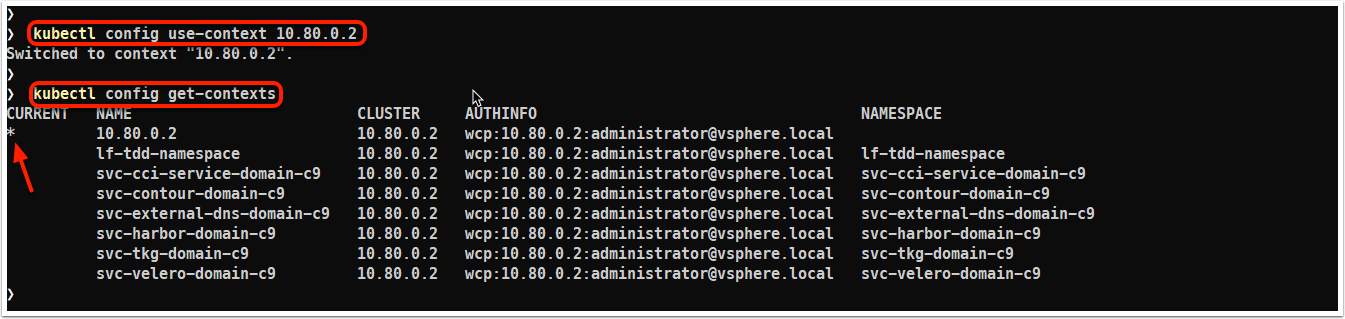 ❯
❯ kubectl config use-context 10.80.0.2
Switched to context "10.80.0.2".
❯
❯ kubectl config get-contexts
CURRENT   NAME                         CLUSTER     AUTHINFO                                    NAMESPACE
*         10.80.0.2                    10.80.0.2   wcp:10.80.0.2:administrator@vsphere.local
          lf-tdd-namespace             10.80.0.2   wcp:10.80.0.2:administrator@vsphere.local   lf-tdd-namespace
          svc-cci-service-domain-c9    10.80.0.2   wcp:10.80.0.2:administrator@vsphere.local   svc-cci-service-domain-c9
          svc-contour-domain-c9        10.80.0.2   wcp:10.80.0.2:administrator@vsphere.local   svc-contour-domain-c9
          svc-external-dns-domain-c9   10.80.0.2   wcp:10.80.0.2:administrator@vsphere.local   svc-external-dns-domain-c9
          svc-harbor-domain-c9         10.80.0.2   wcp:10.80.0.2:administrator@vsphere.local   svc-harbor-domain-c9
          svc-tkg-domain-c9            10.80.0.2   wcp:10.80.0.2:administrator@vsphere.local   svc-tkg-domain-c9
          svc-velero-domain-c9         10.80.0.2   wcp:10.80.0.2:administrator@vsphere.local   svc-velero-domain-c9
❯